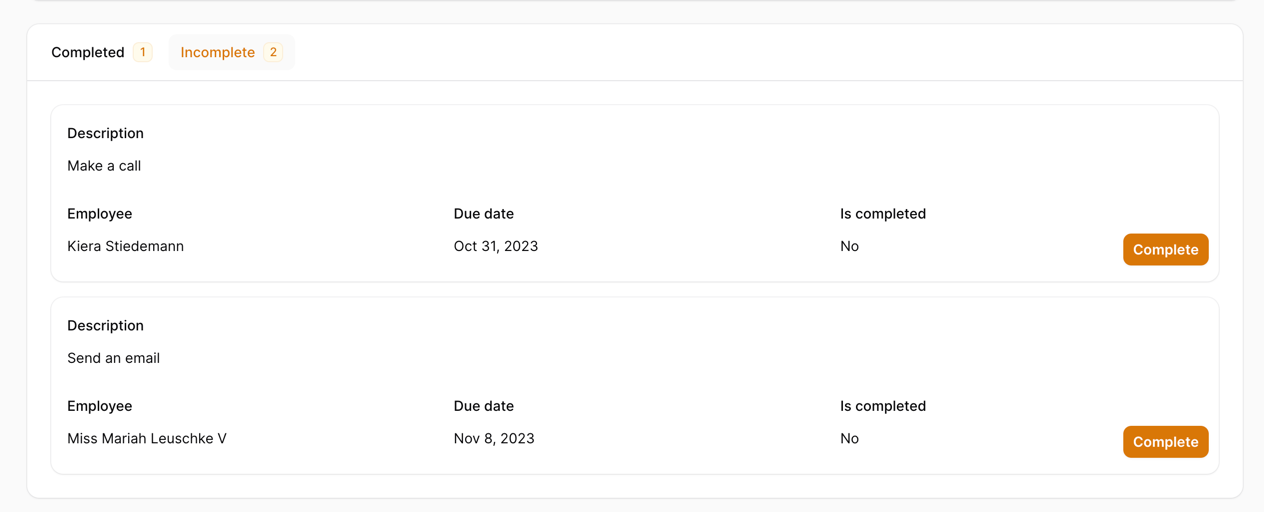 Completed 1 Incomplete 2
Description
Make a call
Employee Due date Is completed
Kiera Stiedemann Oct 31, 2023 No Complete
Description
Send an email
Employee Due date Is completed
Miss Mariah Leuschke V Nov 8, 2023 No Complete